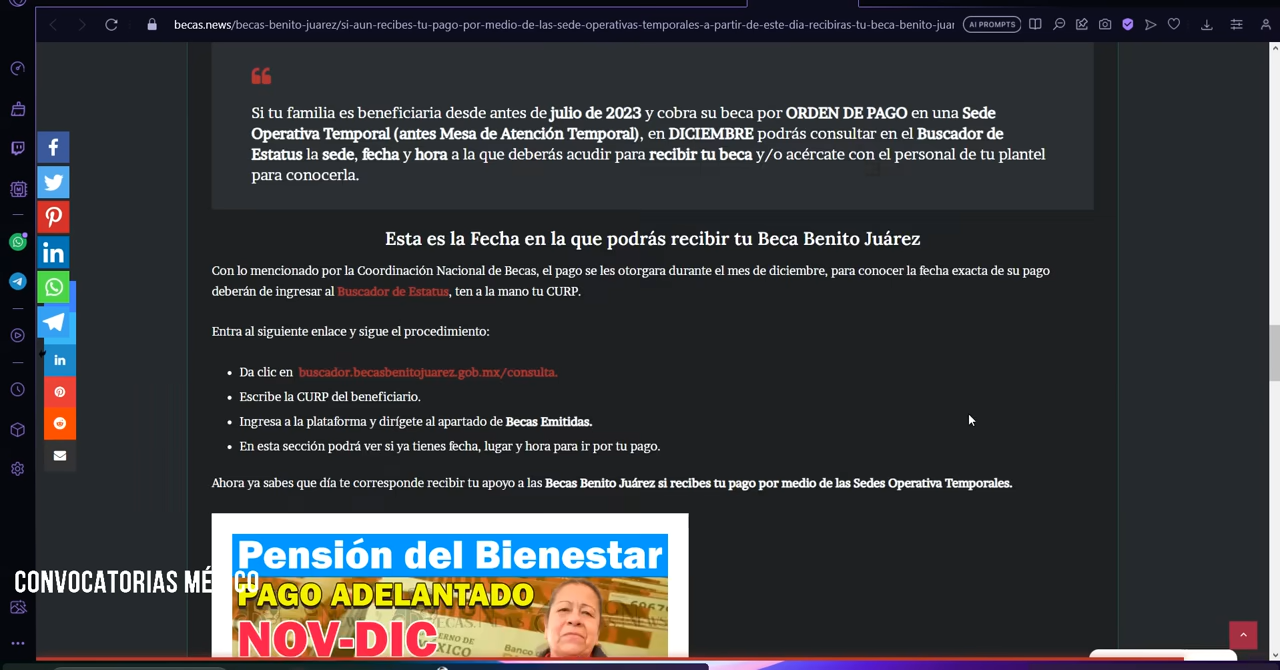 becas.news/becas-benito-juarez/si-aun-recibes-tu-pago-por-medio-de-las-sede-operativas-temporales-a-partir-de-este-dia-recibiras-tu-beca-benito-juar
AI PROMPTS
Si tu familia es beneficiaria desde antes de julio de 2023 y cobra su beca por ORDEN DE PAGO en una Sede
Operativa Temporal (antes Mesa de Atención Temporal), en DICIEMBRE podrás consultar en el Buscador de
Estatus la sede, fecha y hora a la que deberás acudir para recibir tu beca y/o acércate con el personal de tu plantel
para conocerla.
Esta es la Fecha en la que podrás recibir tu Beca Benito Juárez
Con lo mencionado por la Coordinación Nacional de Becas, el pago se les otorgara durante el mes de diciembre, para conocer la fecha exacta de su pago
deberán de ingresar al Buscador de Estatus, ten a la mano tu CURP.
Entra al siguiente enlace y sigue el procedimiento:
Da clic en buscador.becasbenitojuarez.gob.mx/consulta.
Escribe la CURP del beneficiario.
Ingresa a la plataforma y dirígete al apartado de Becas Emitidas.
En esta sección podrá ver si ya tienes fecha, lugar y hora para ir por tu pago.
Ahora ya sabes que día te corresponde recibir tu apoyo a las Becas Benito Juárez si recibes tu pago por medio de las Sedes Operativa Temporales.
Pensión del Bienestar
CONVOCATORIAS MÉXICO
PAGO ADELANTADO
NOV-DIC